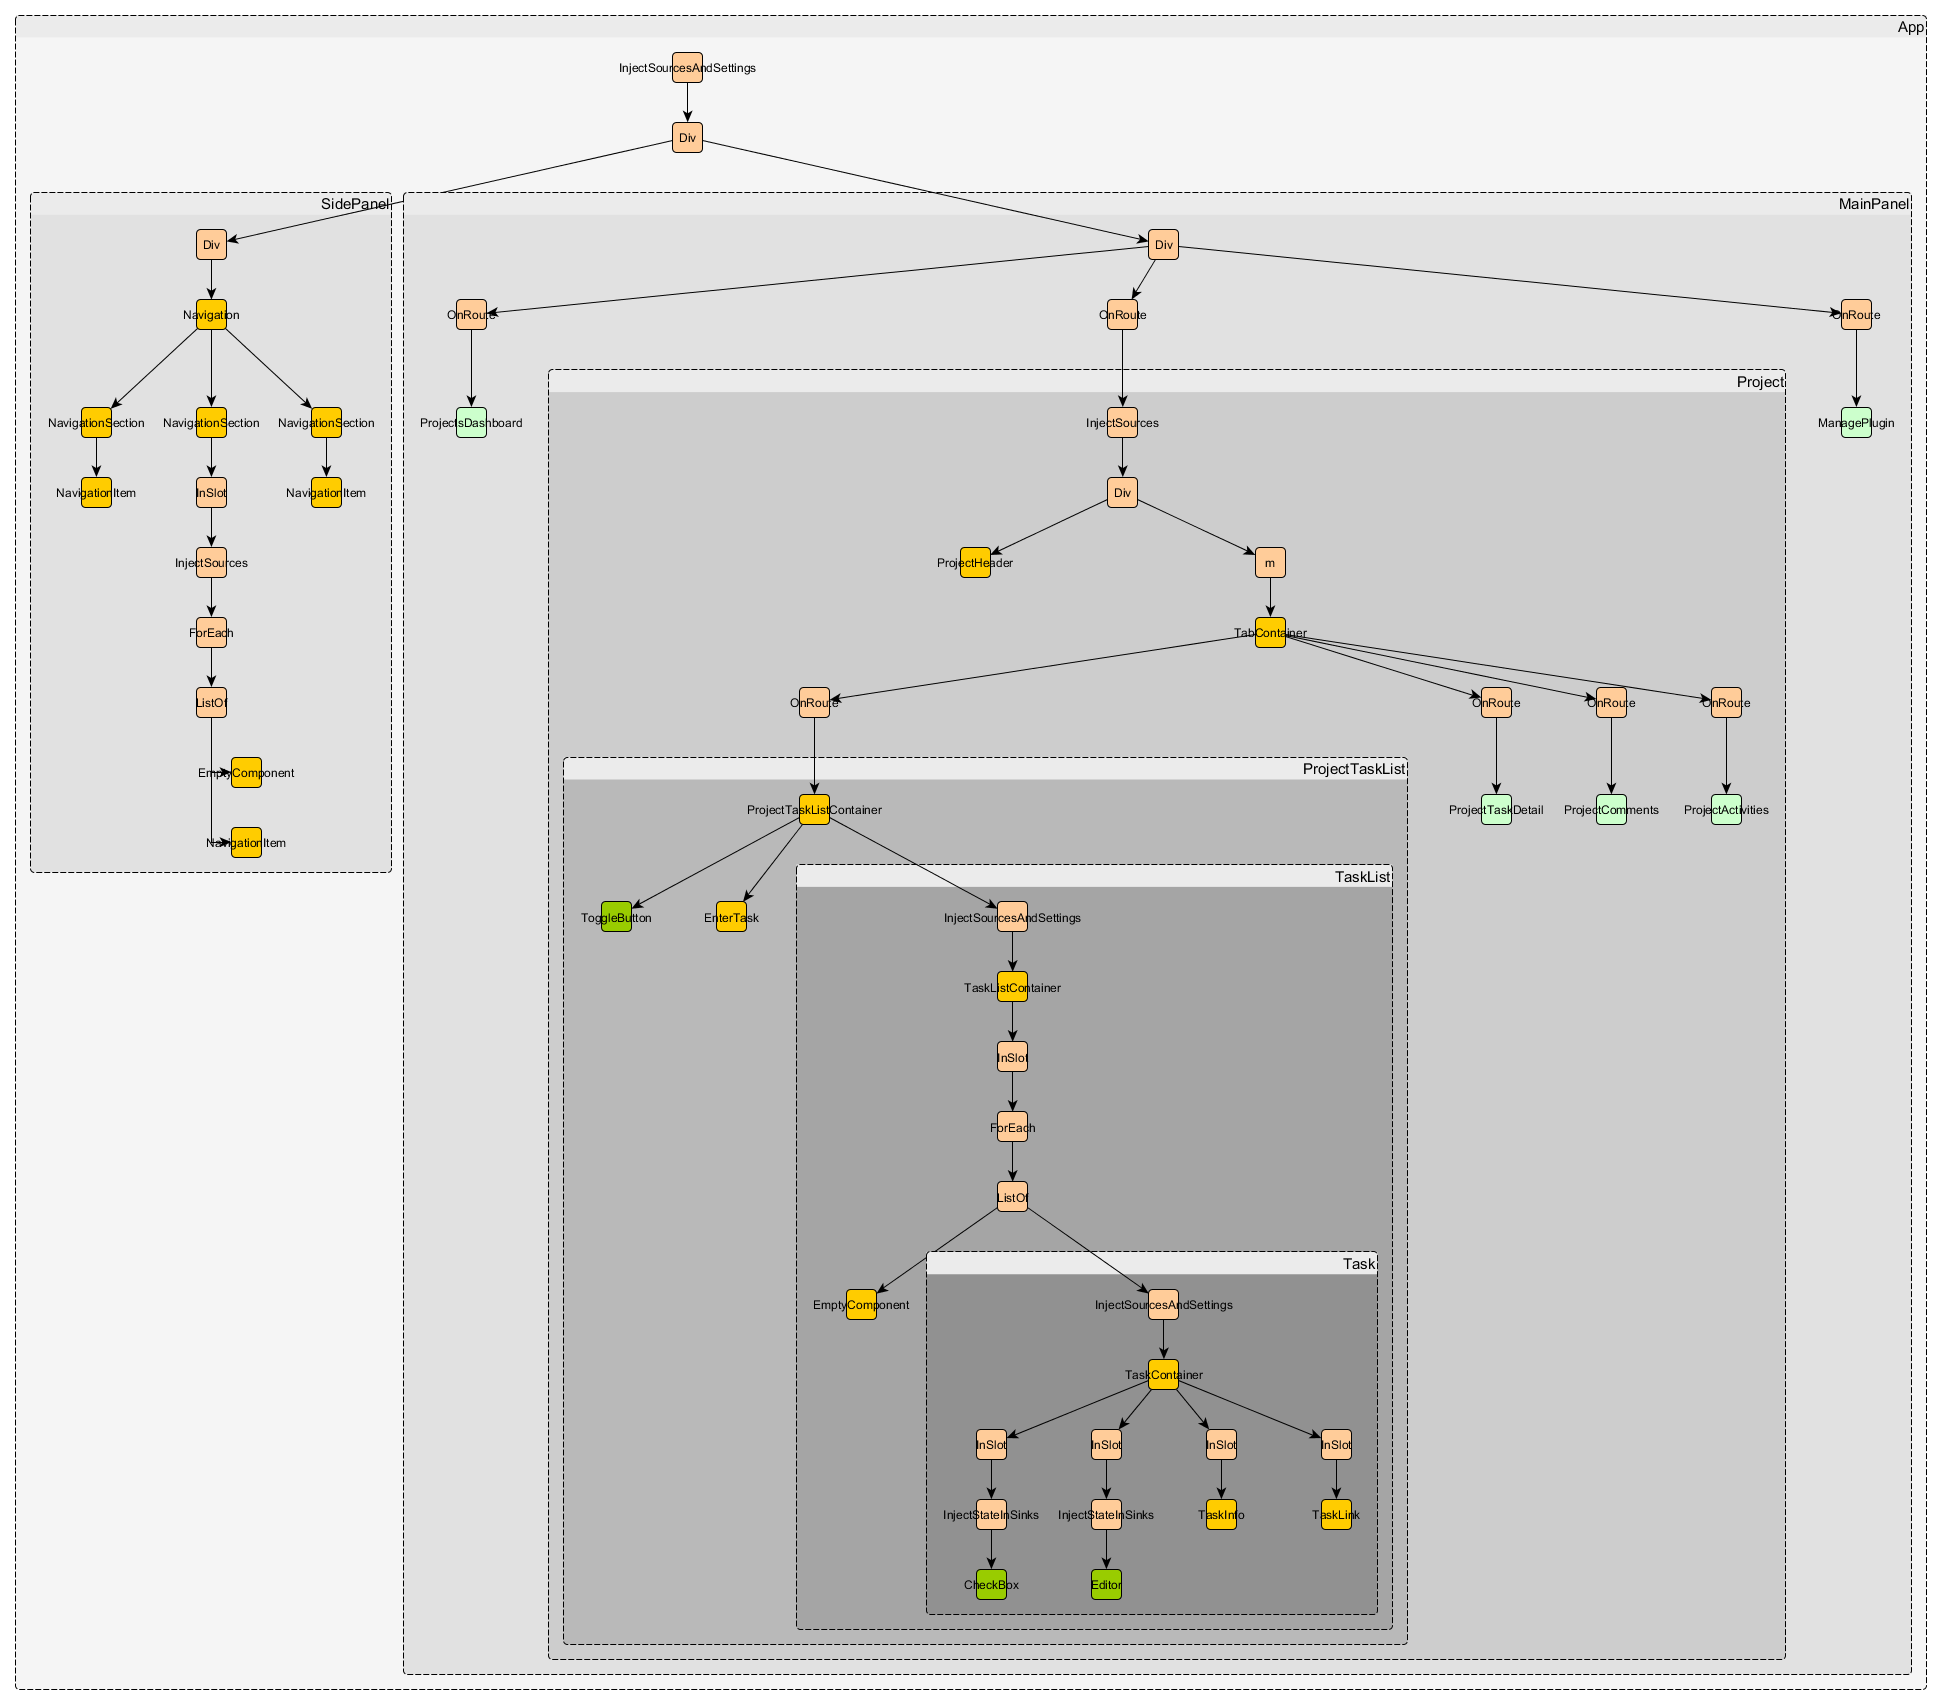 App
InjectSourcesAndSettings
Div
SidePanel
MainPanel
Div
Div
Navigation
OnRoute
OnRoute
OnRoute
Project
NavigationSection
NavigationSection
NavigationSection
ProjectsDashboard
InjectSources
ManagePlugin
NavigationItem
InSlot
NavigationItem
Div
InjectSources
ProjectHeader
m
ForEach
TabContainer
ListOf
OnRoute
OnRoute
OnRoute
OnRoute
ProjectTaskList
EmptyComponent
ProjectTaskListContainer
ProjectTaskDetail
ProjectComments
ProjectActivities
NavigationItem
TaskList
ToggleButton
EnterTask
InjectSourcesAndSettings
TaskListContainer
InSlot
ForEach
ListOf
Task
EmptyComponent
InjectSourcesAndSettings
TaskContainer
InSlot
InSlot
InSlot
InSlot
InjectStateInSinks
InjectStateInSinks
TaskInfo
TaskLink
CheckBox
Editor